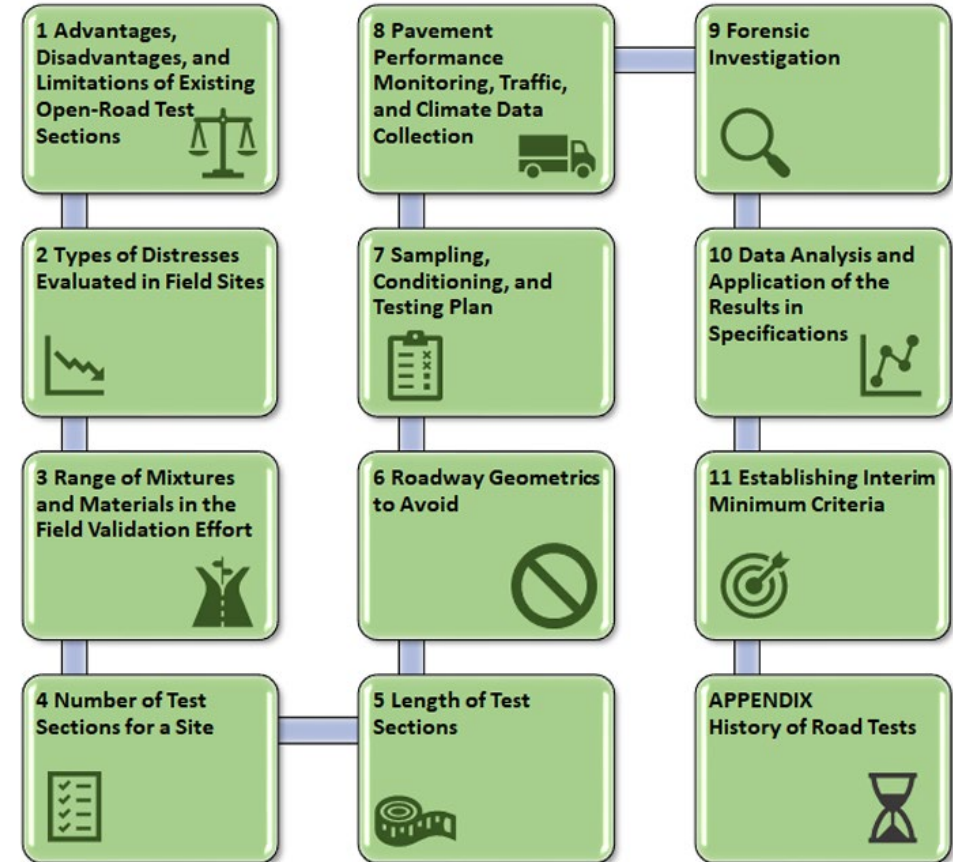 1 Advantages,
Disadvantages, and
Limitations of Existing
Open-Road Test
Sections
2 Types of Distresses
Evaluated in Field Sites
3 Range of Mixtures
and Materials in the
Field Validation Effort
4 Number of Test
Sections for a Site
5 Length of Test
Sections
6 Roadway Geometrics
to Avoid
7 Sampling,
Conditioning, and
Testing Plan
8 Pavement
Performance
Monitoring, Traffic,
and Climate Data
Collection
9 Forensic
Investigation
10 Data Analysis and
Application of the
Results in
Specifications
11 Establishing Interim
Minimum Criteria
APPENDIX
History of Road Tests